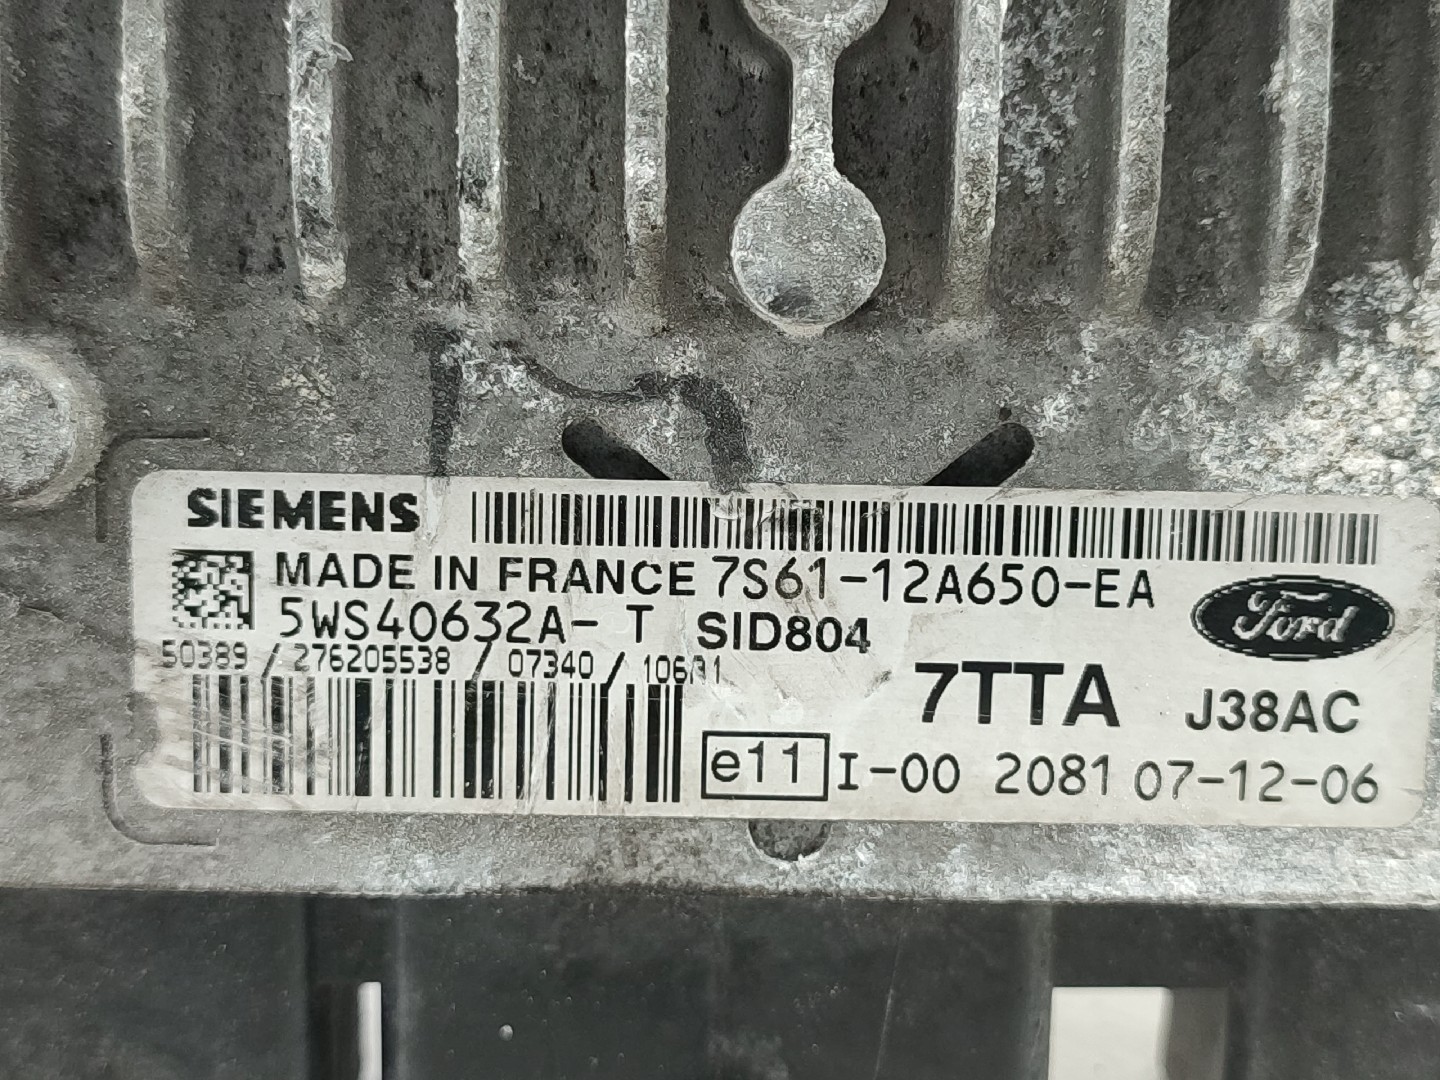 SIEMENS
MADE IN FRANCE 7S61-12A650-EA
Ford
5WS40632A- T SID804
50389 / 276205538 / 07340 /
7TTA J38AC
e11 I-00 2081 07-12-06